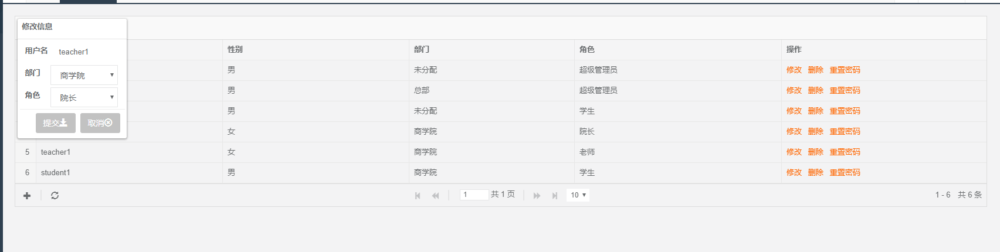 修改信息
用户名 teacher1
部门 商学院
角色 院长
提交 取消
性别 部门 角色 操作
男 未分配 超级管理员 修改 删除 重置密码
男 总部 超级管理员 修改 删除 重置密码
男 未分配 学生 修改 删除 重置密码
女 商学院 院长 修改 删除 重置密码
5 teacher1 女 商学院 老师 修改 删除 重置密码
6 student1 男 商学院 学生 修改 删除 重置密码
1 共 1 页 10 1 - 6 共 6 条